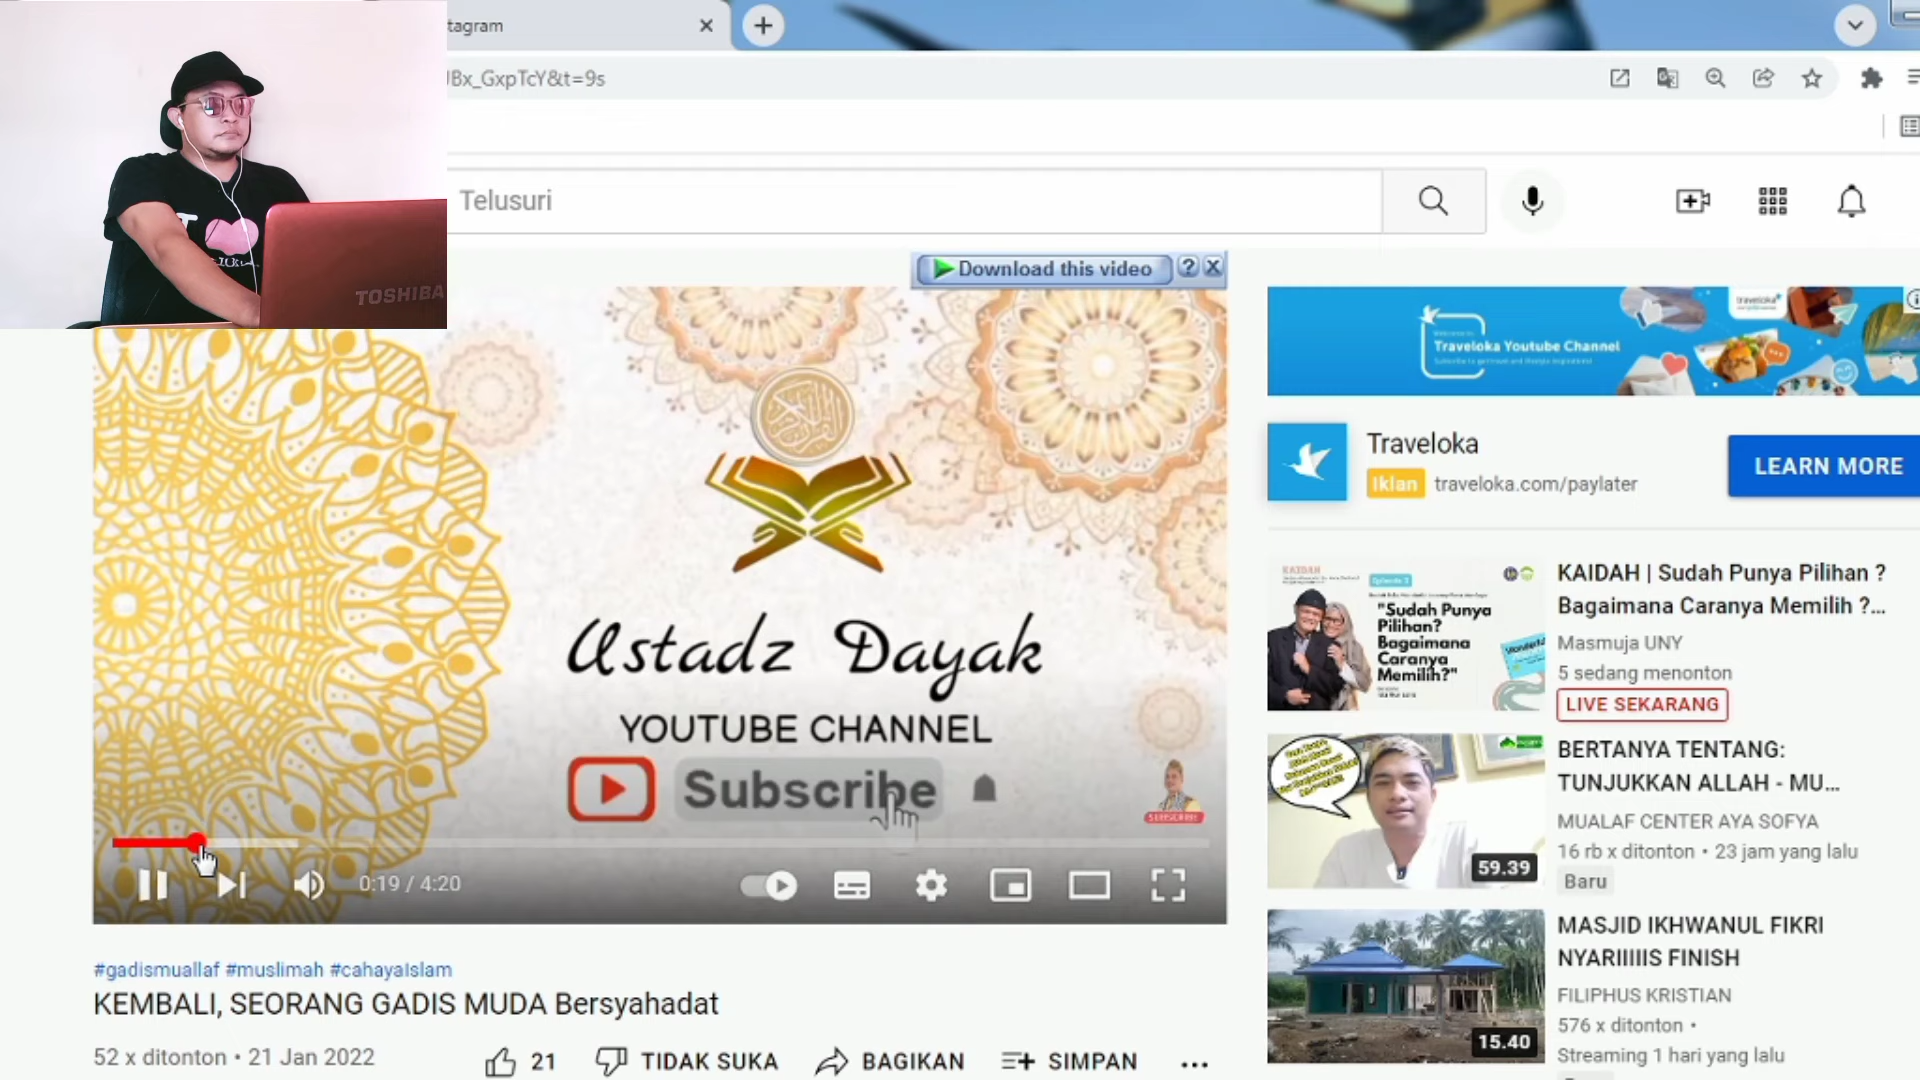 tagram
JBx_GxpTcY&t=9s
Telusuri
TOSHIBA
Download this video
Traveloka Youtube Channel
Ustadz Dayak
YOUTUBE CHANNEL
Subscribe
SUBSCRIBE
0:19 / 4:20
#gadismuallaf #muslimah #cahayaIslam
KEMBALI, SEORANG GADIS MUDA Bersyahadat
52 x ditonton • 21 Jan 2022
21
TIDAK SUKA
BAGIKAN
SIMPAN
Traveloka
Iklan traveloka.com/paylater
LEARN MORE
KAIDAH
Episode 3
"Sudah Punya
Pilihan?
Bagaimana
Caranya
Memilih?"
KAIDAH | Sudah Punya Pilihan ?
Bagaimana Caranya Memilih ?...
Masmuja UNY
5 sedang menonton
LIVE SEKARANG
59.39
BERTANYA TENTANG:
TUNJUKKAN ALLAH - MU...
MUALAF CENTER AYA SOFYA
16 rb x ditonton • 23 jam yang lalu
Baru
15.40
MASJID IKHWANUL FIKRI
NYARIIIIIS FINISH
FILIPHUS KRISTIAN
576 x ditonton •
Streaming 1 hari yang lalu